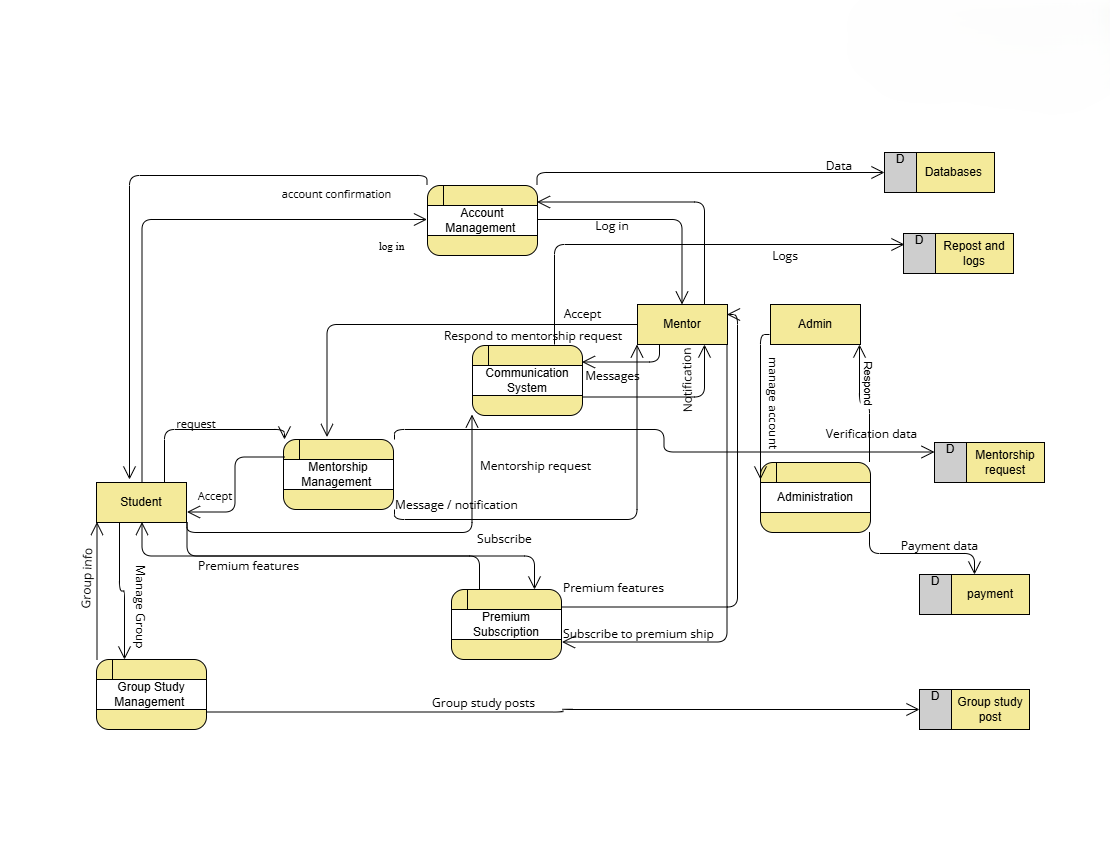 Data
D
Databases
account confirmation
Account
Management
Log in
log in
D
Repost and
logs
Logs
Accept
Mentor
Admin
Respond to mentorship request
Communication
System
Messages
Notification
manage account
Respond
request
Verification data
D
Mentorship
request
Mentorship
Management
Mentorship request
Administration
Student
Accept
Message / notification
Subscribe
Payment data
Premium features
Group info
Manage Group
D
payment
Premium features
Premium
Subscription
Subscribe to premium ship
Group Study
Management
Group study posts
D
Group study
post